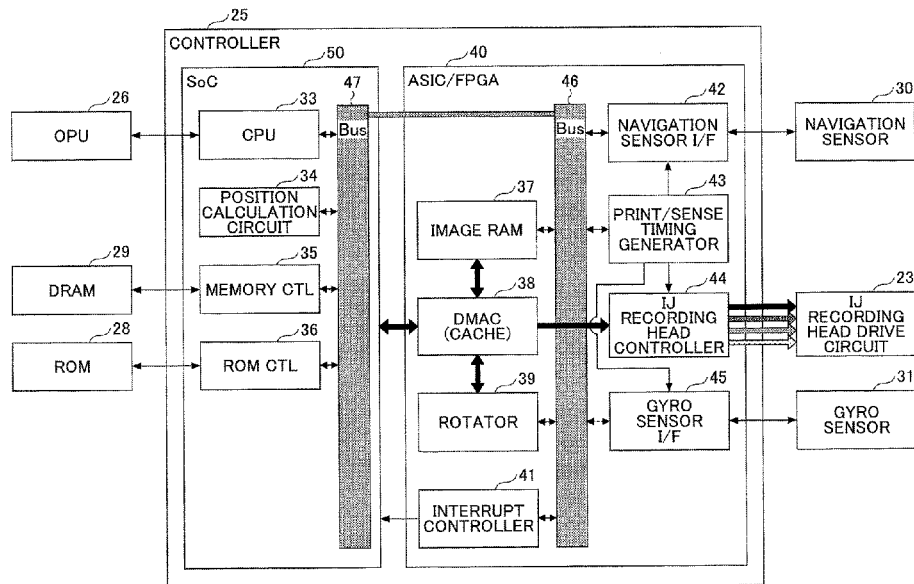 25
CONTROLLER
50
SoC
40
ASIC/FPGA
26
OPU
33
CPU
47
Bus
46
Bus
42
NAVIGATION
SENSOR I/F
30
NAVIGATION
SENSOR
34
POSITION
CALCULATION
CIRCUIT
37
IMAGE RAM
43
PRINT/SENSE
TIMING
GENERATOR
29
DRAM
35
MEMORY CTL
38
DMAC
(CACHE)
44
IJ
RECORDING
HEAD
CONTROLLER
23
IJ
RECORDING
HEAD DRIVE
CIRCUIT
28
ROM
36
ROM CTL
39
ROTATOR
45
GYRO
SENSOR
I/F
31
GYRO
SENSOR
41
INTERRUPT
CONTROLLER